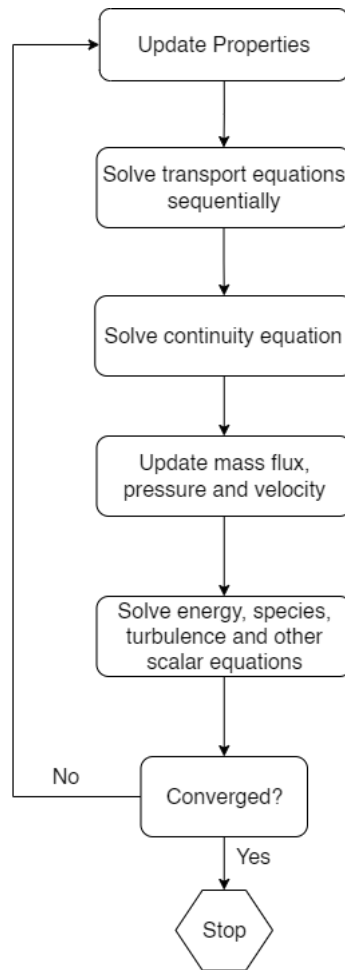 Update Properties
Solve transport equations
sequentially
Solve continuity equation
Update mass flux,
pressure and velocity
Solve energy, species,
turbulence and other
scalar equations
No
Converged?
Yes
Stop